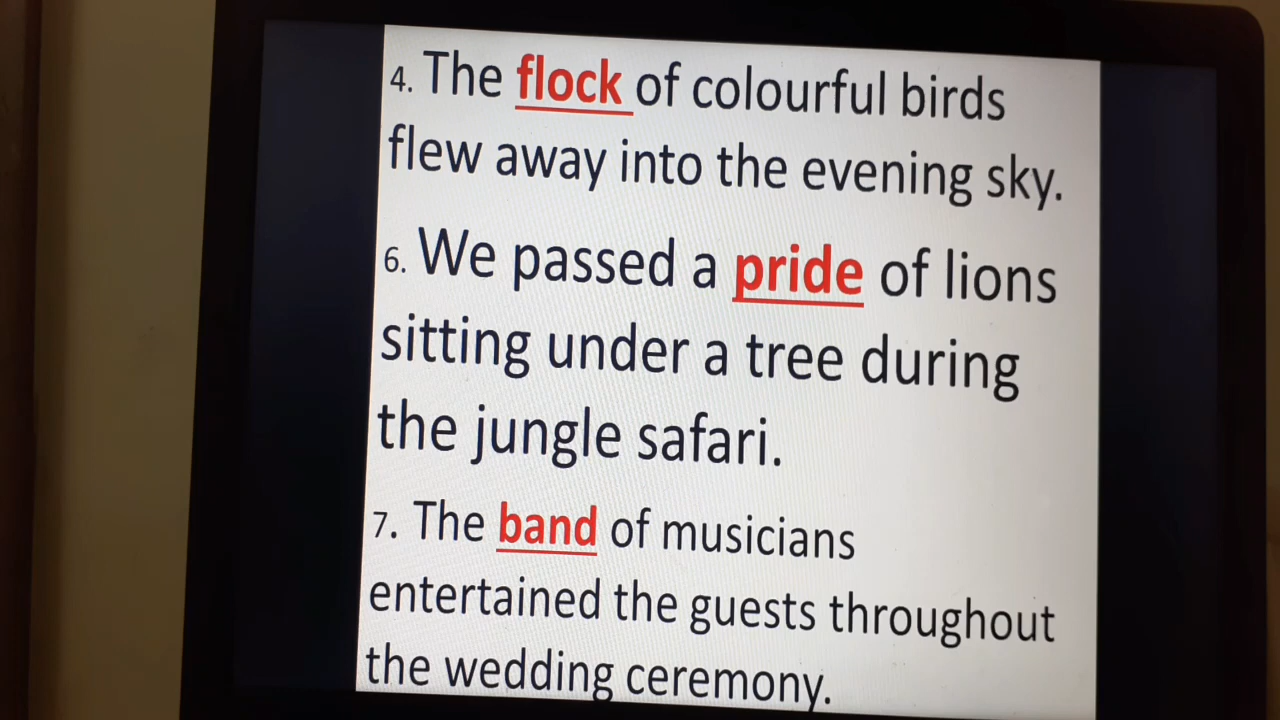 4. The flock of colourful birds
flew away into the evening sky.
6. We passed a pride of lions
sitting under a tree during
the jungle safari.
7. The band of musicians
entertained the guests throughout
the wedding ceremony.